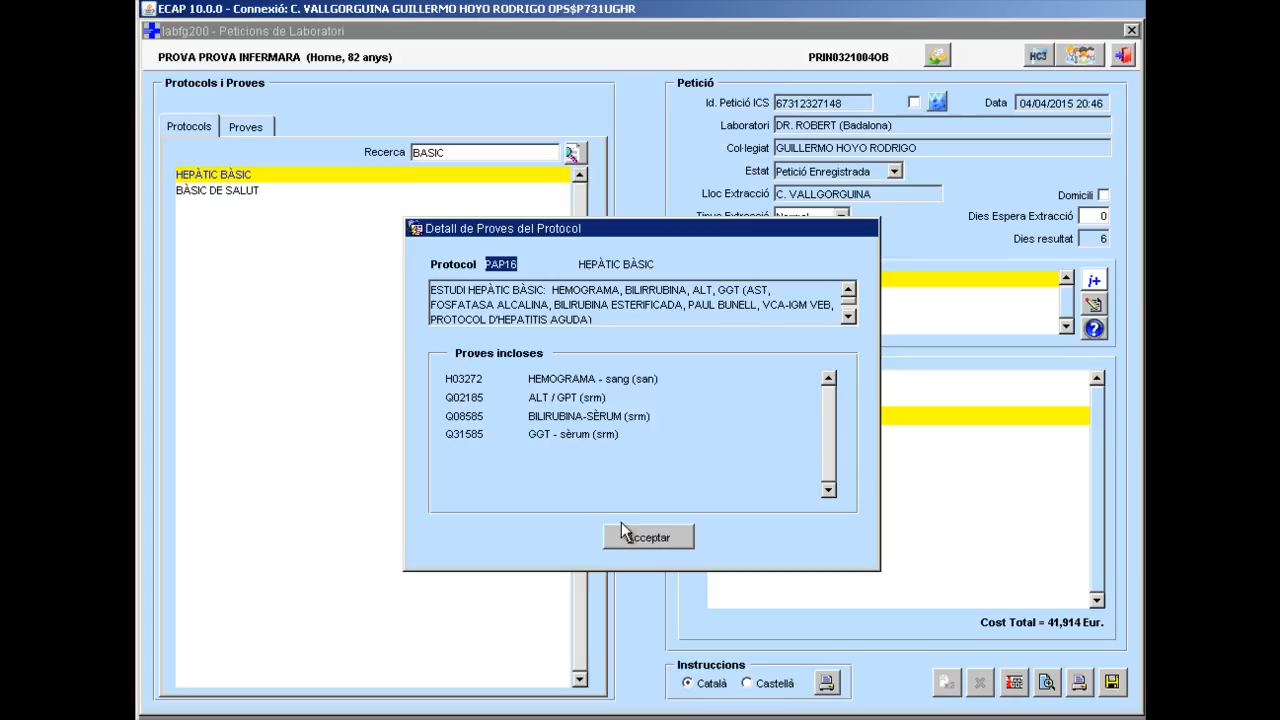 ECAP 10.0.0 - Connexió: C. VALLGORGUINA GUILLERMO HOYO RODRIGO OPS$P731UGHR
labfg200 - Peticions de Laboratori
PROVA PROVA INFERMARA (Home, 82 anys)
PRIN0321004OB
HC3
Protocols i Proves
Protocols
Proves
Recerca BASIC
HEPÀTIC BÀSIC
BÀSIC DE SALUT
Petició
Id. Petició ICS 67312327148
Data 04/04/2015 20:46
Laboratori DR. ROBERT (Badalona)
Col·legiat GUILLERMO HOYO RODRIGO
Estat Petició Enregistrada
Lloc Extracció C. VALLGORGUINA
Domicili
Dies Espera Extracció 0
Dies resultat 6
i+
Detall de Proves del Protocol
Protocol PAP16 HEPÀTIC BÀSIC
ESTUDI HEPÀTIC BÀSIC: HEMOGRAMA, BILIRRUBINA, ALT, GGT (AST,
FOSFATASA ALCALINA, BILIRUBINA ESTERIFICADA, PAUL BUNELL, VCA-IGM VEB,
PROTOCOL D'HEPATITIS AGUDA)
Proves incloses
H03272 HEMOGRAMA - sang (san)
Q02185 ALT / GPT (srm)
Q08585 BILIRUBINA-SÈRUM (srm)
Q31585 GGT - sèrum (srm)
Acceptar
Cost Total = 41,914 Eur.
Instruccions
Català
Castellà